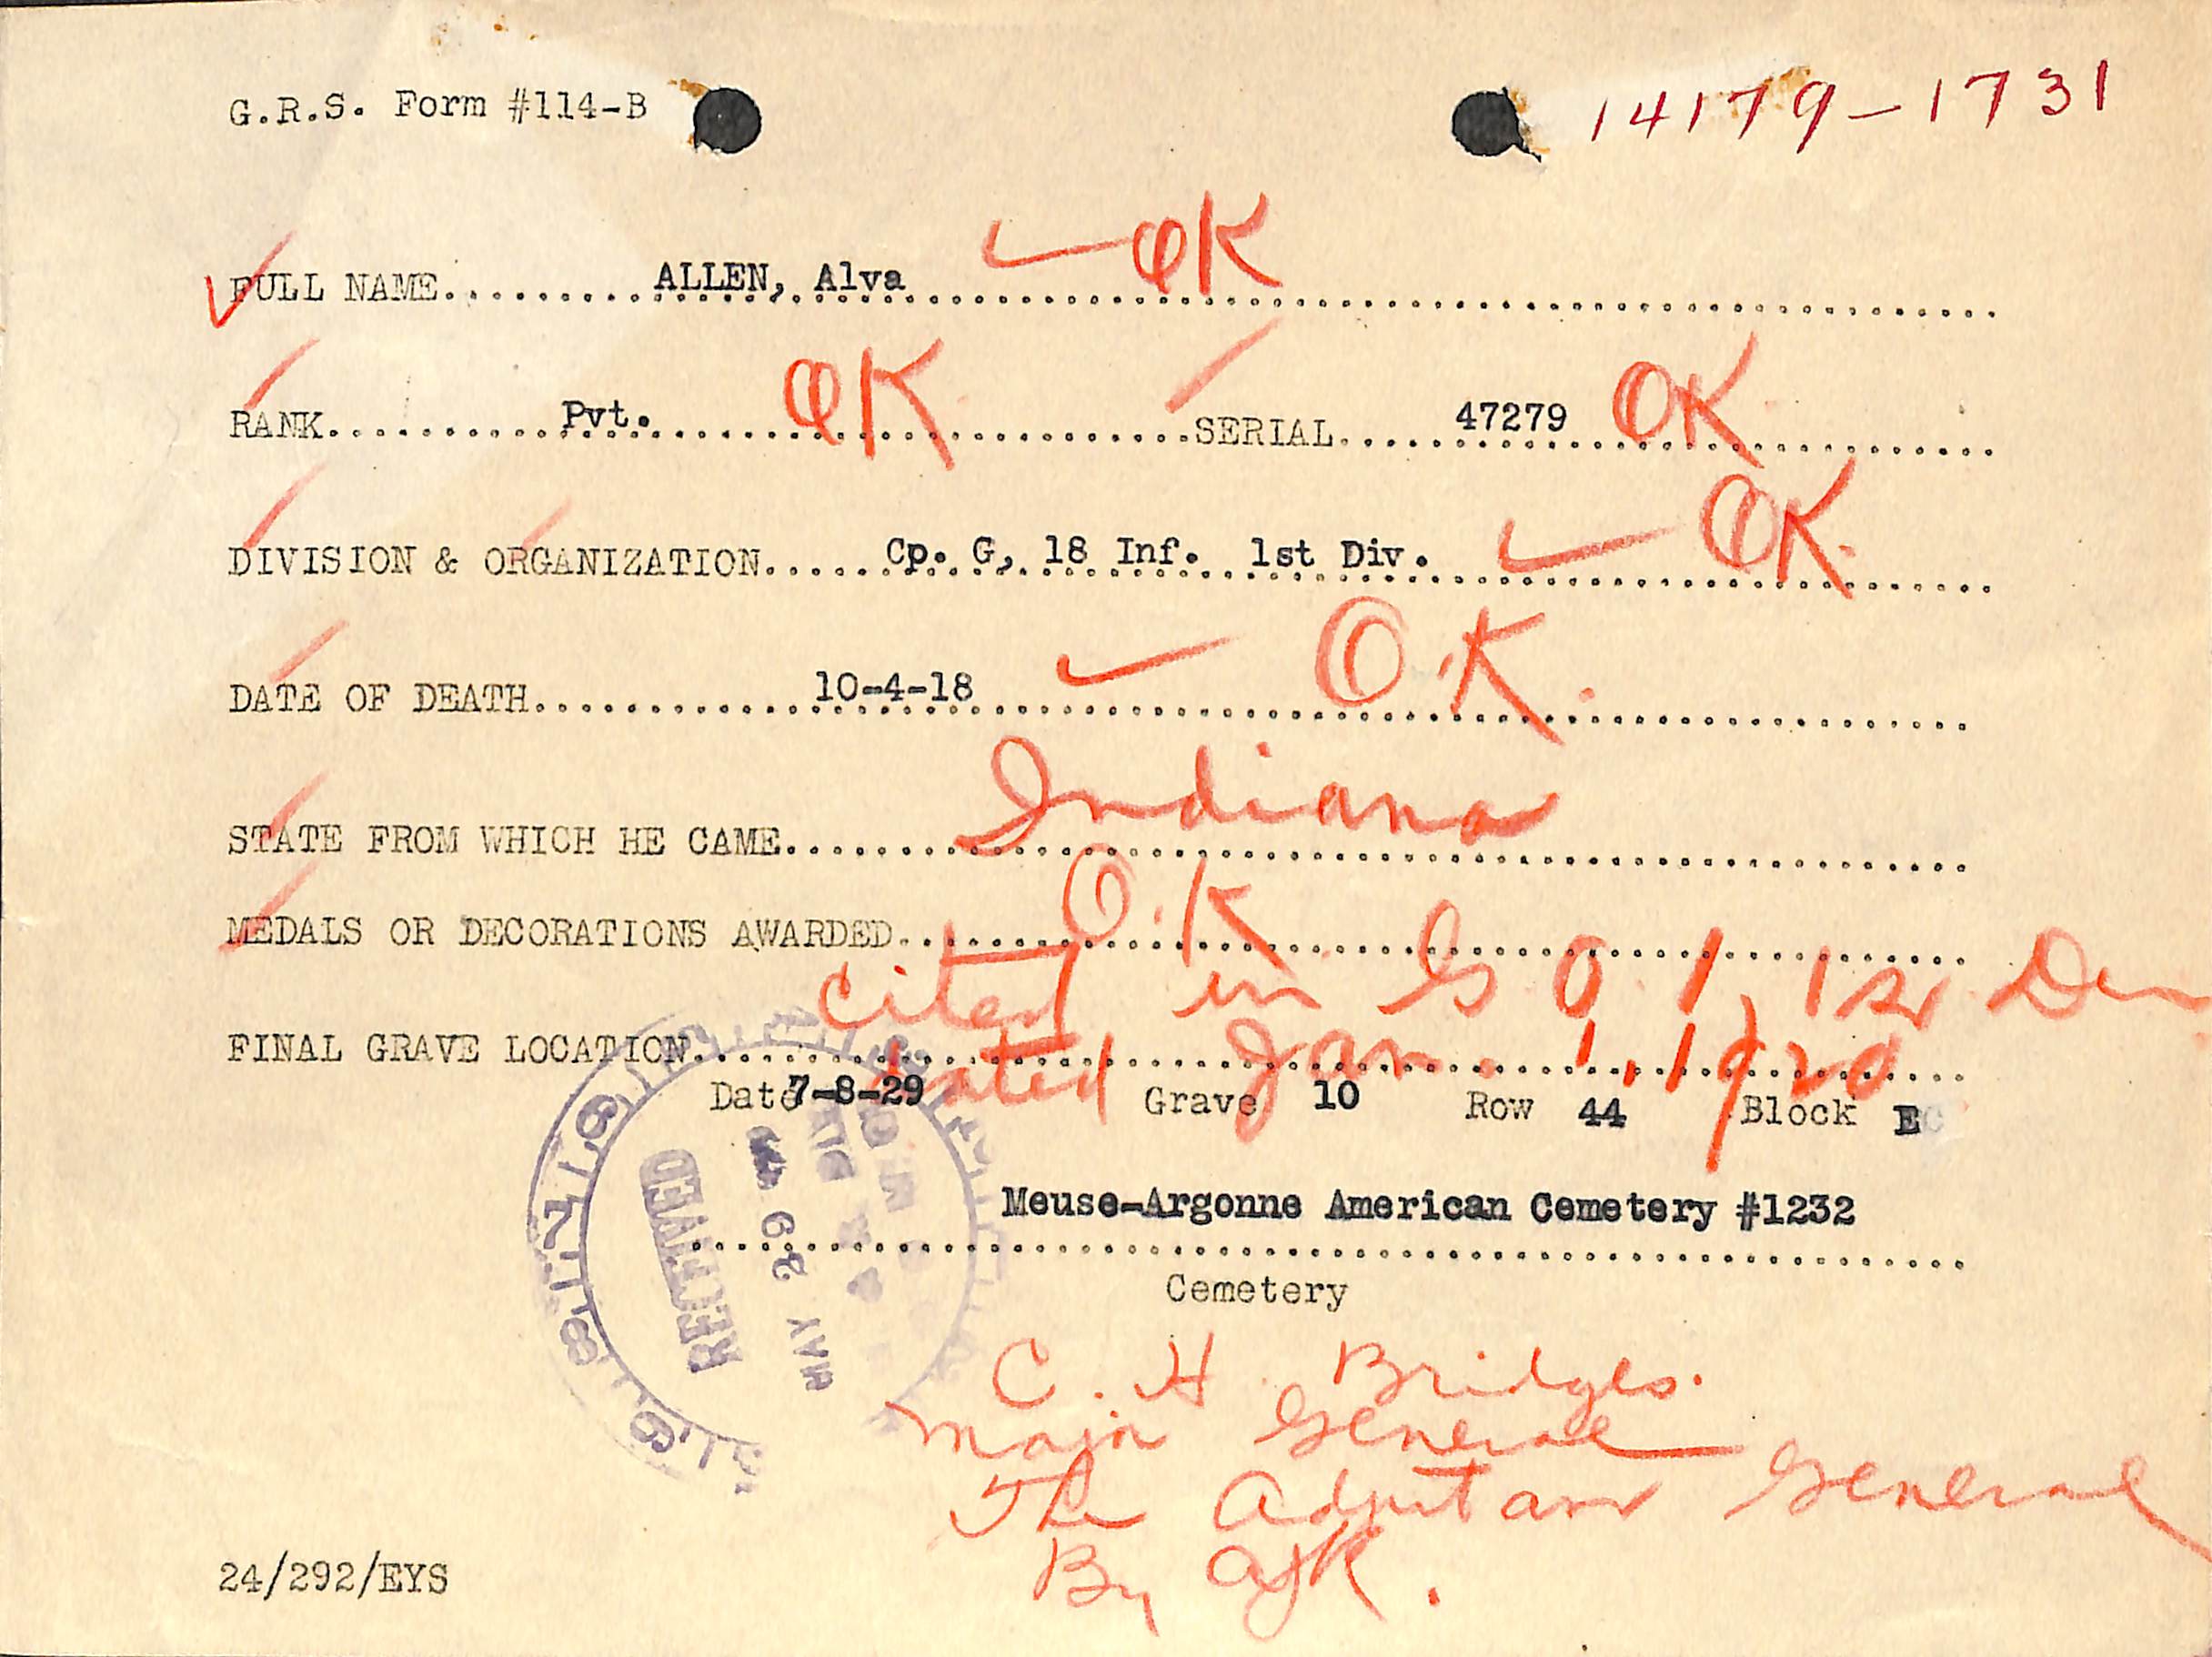 G.R.S. Form #114-B 14179-1731
FULL NAME..........ALLEN, Alva OK
RANK..........Pvt. OK SERIAL..... 47279 OK
DIVISION & ORGANIZATION..... Cp. G, 18 Inf. 1st Div. OK.
DATE OF DEATH............10-4-18 O.K.
STATE FROM WHICH HE CAME....... Indiana
MEDALS OR DECORATIONS AWARDED.. O.K
Cited in G O 1, 1st Div
FINAL GRAVE LOCATION.......... dated Jan. 1, 1920
Date 7-8-29 Grave 10 Row 44 Block E
Meuse-Argonne American Cemetery #1232
Cemetery
RECEIVED
MAY 29
C. H. Bridges.
Major General
The Adjutant General
By
24/292/EYS